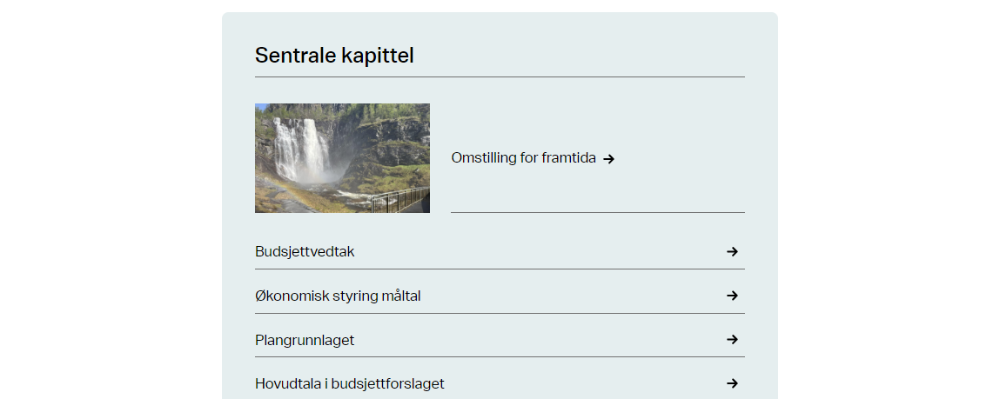 Sentrale kapittel
Omstilling for framtida
Budsjettvedtak
Økonomisk styring måltal
Plangrunnlaget
Hovudtala i budsjettforslaget